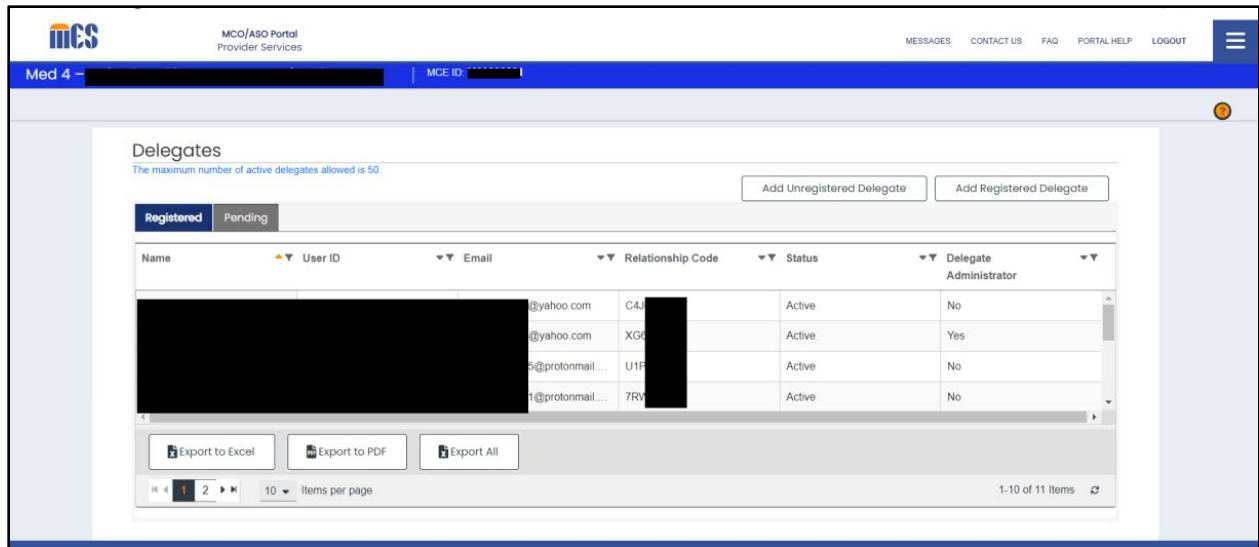 mES
MCO/ASO Portal
Provider Services
MESSAGES CONTACT US FAQ PORTAL HELP LOGOUT
Med 4 –
MCE ID:
?
Delegates
The maximum number of active delegates allowed is 50.
Add Unregistered Delegate Add Registered Delegate
Registered Pending
Name User ID Email Relationship Code Status Delegate Administrator
@yahoo.com C4J Active No
@yahoo.com XG6 Active Yes
5@protonmail.... U1P Active No
1@protonmail.... 7RW Active No
Export to Excel Export to PDF Export All
1 2 10 Items per page 1-10 of 11 Items